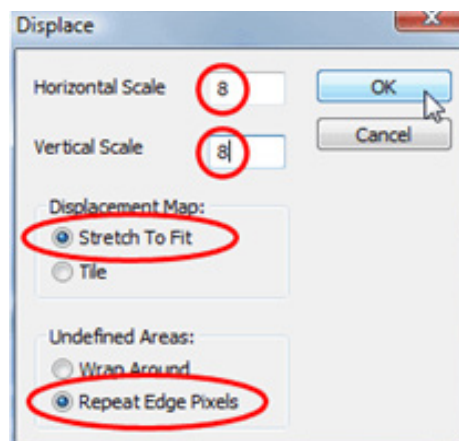 Displace
Horizontal Scale 8 OK
Vertical Scale 8 Cancel
Displacement Map:
Stretch To Fit
Tile
Undefined Areas:
Wrap Around
Repeat Edge Pixels